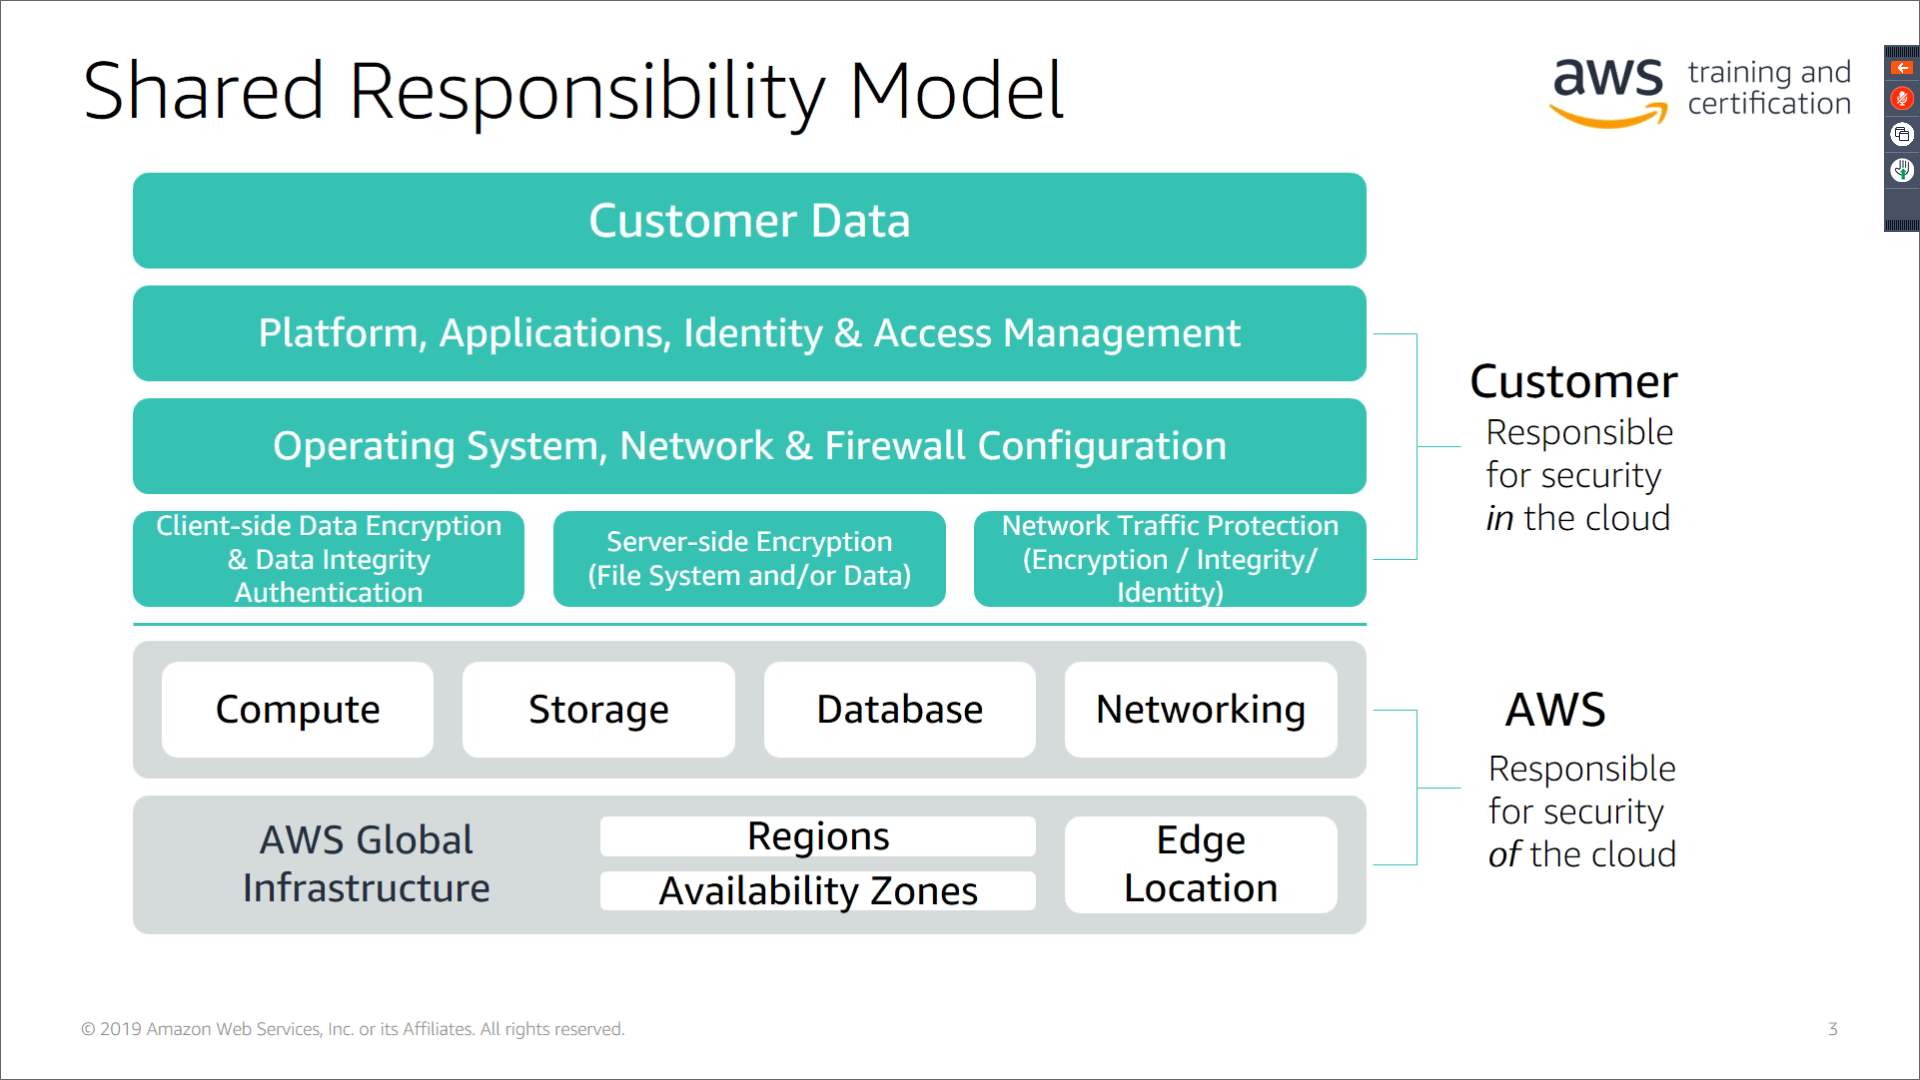 Shared Responsibility Model
aws
training and
certification
Customer Data
Platform, Applications, Identity & Access Management
Operating System, Network & Firewall Configuration
Client-side Data Encryption
& Data Integrity
Authentication
Server-side Encryption
(File System and/or Data)
Network Traffic Protection
(Encryption / Integrity/
Identity)
Customer
Responsible
for security
in the cloud
Compute
Storage
Database
Networking
AWS Global
Infrastructure
Regions
Availability Zones
Edge
Location
AWS
Responsible
for security
of the cloud
© 2019 Amazon Web Services, Inc. or its Affiliates. All rights reserved.
3